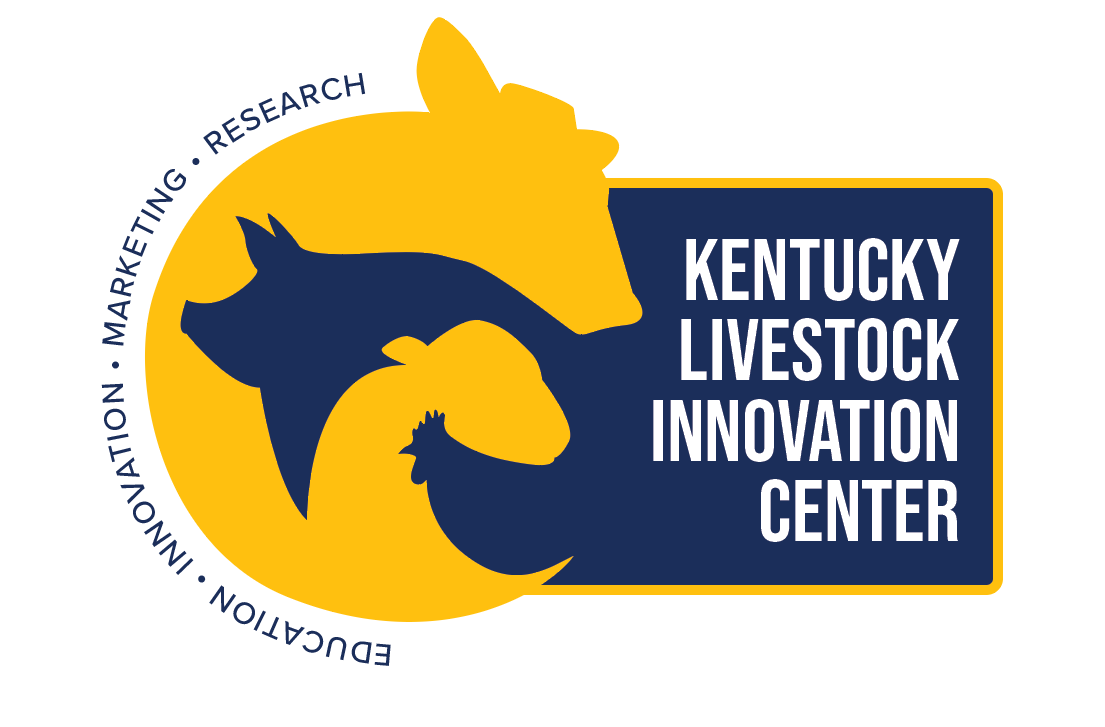 EDUCATION • INNOVATION • MARKETING • RESEARCH
KENTUCKY
LIVESTOCK
INNOVATION
CENTER